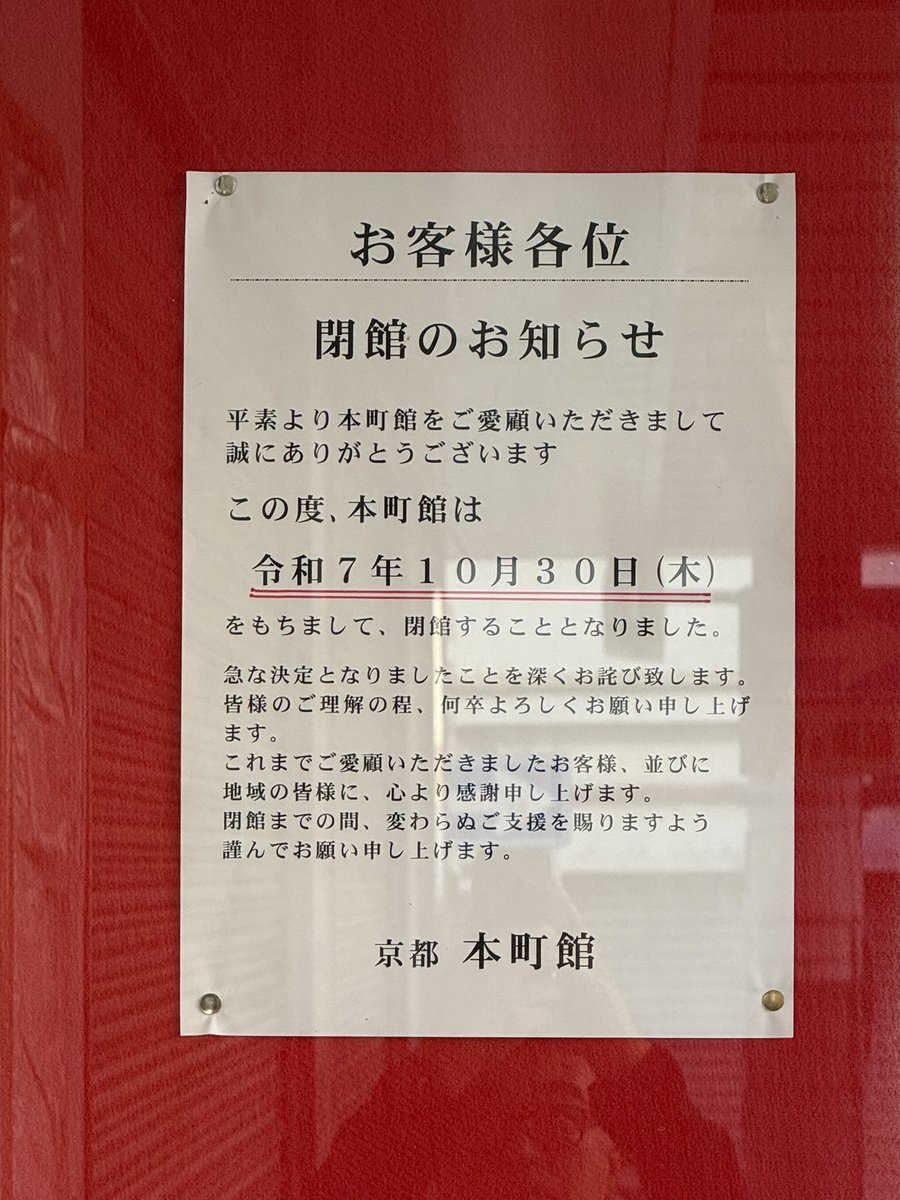 お客様各位
閉館のお知らせ
平素より本町館をご愛顧いただきまして
誠にありがとうございます
この度、本町館は
令和７年１０月３０日(木)
をもちまして、閉館することとなりました。
急な決定となりましたことを深くお詫び致します。
皆様のご理解の程、何卒よろしくお願い申し上げ
ます。
これまでご愛顧いただきましたお客様、並びに
地域の皆様に、心より感謝申し上げます。
閉館までの間、変わらぬご支援を賜りますよう
謹んでお願い申し上げます。
京都 本町館